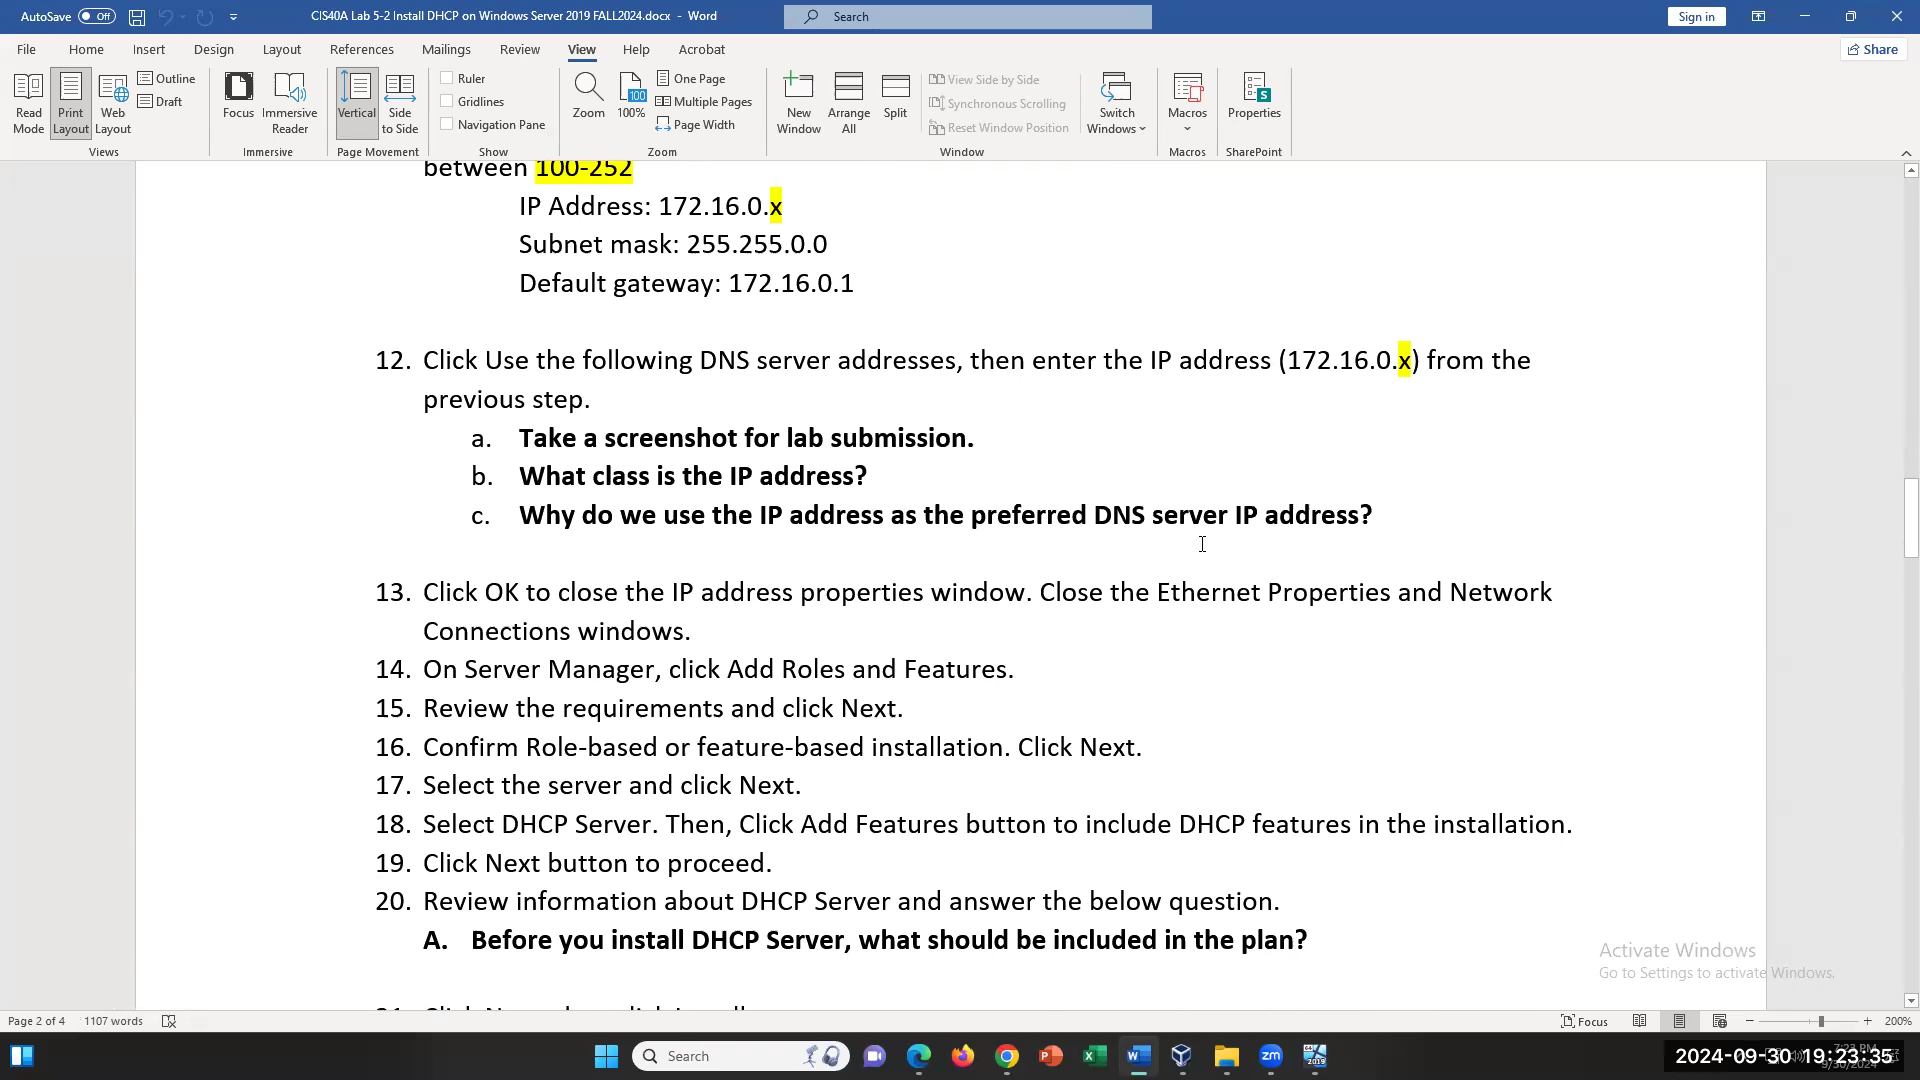 AutoSave Off CIS40A Lab 5-2 Install DHCP on Windows Server 2019 FALL2024.docx - Word Search Sign in
File Home Insert Design Layout References Mailings Review View Help Acrobat Share
Read Mode Print Layout Web Layout Outline Draft Focus Immersive Reader Vertical Side to Side Ruler Gridlines Navigation Pane Zoom 100 100% One Page Multiple Pages Page Width New Window Arrange All Split View Side by Side Synchronous Scrolling Reset Window Position Switch Windows Macros Properties
Views Immersive Page Movement Show Zoom Window Macros SharePoint
between 100-252
IP Address: 172.16.0.x
Subnet mask: 255.255.0.0
Default gateway: 172.16.0.1
12. Click Use the following DNS server addresses, then enter the IP address (172.16.0.x) from the
previous step.
a. Take a screenshot for lab submission.
b. What class is the IP address?
c. Why do we use the IP address as the preferred DNS server IP address?
13. Click OK to close the IP address properties window. Close the Ethernet Properties and Network
Connections windows.
14. On Server Manager, click Add Roles and Features.
15. Review the requirements and click Next.
16. Confirm Role-based or feature-based installation. Click Next.
17. Select the server and click Next.
18. Select DHCP Server. Then, Click Add Features button to include DHCP features in the installation.
19. Click Next button to proceed.
20. Review information about DHCP Server and answer the below question.
A. Before you install DHCP Server, what should be included in the plan?
Activate Windows
Go to Settings to activate Windows.
Page 2 of 4 1107 words Focus 200%
Search zm 2019 2024-09-30 19:23:35